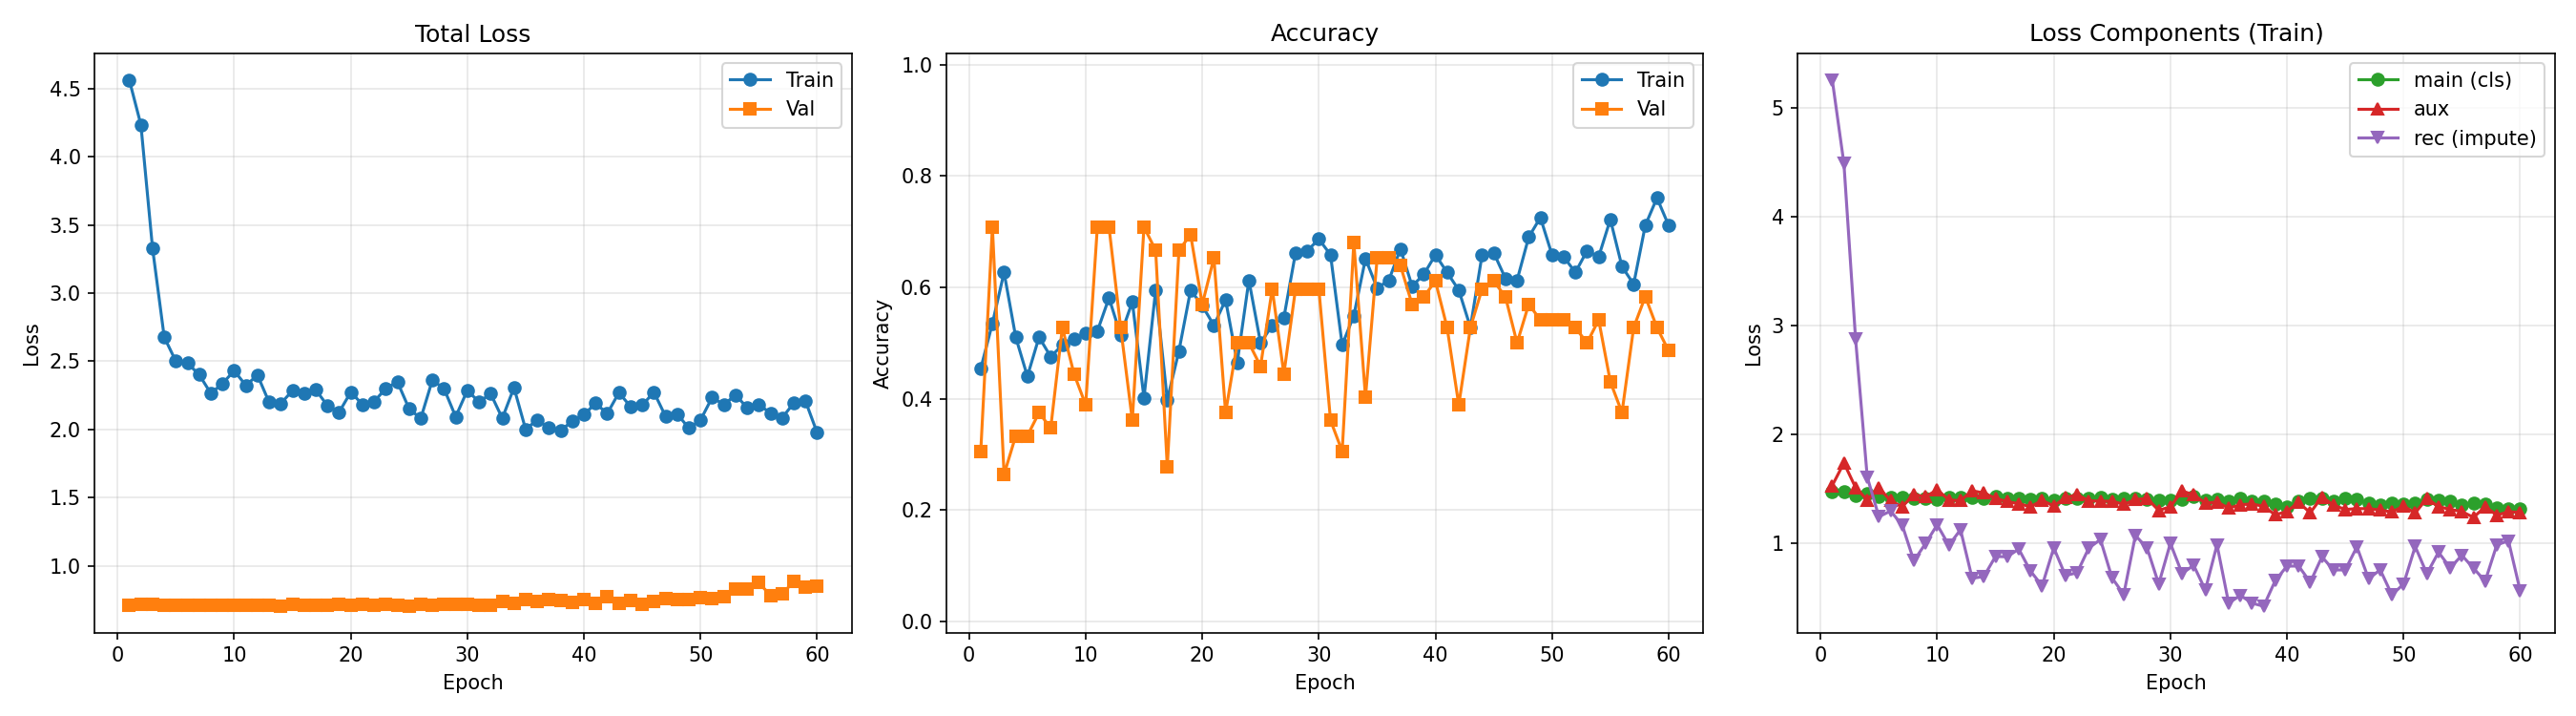 Total Loss
Train
Val
4.5
4.0
3.5
3.0
2.5
2.0
1.5
1.0
Loss
0 10 20 30 40 50 60
Epoch
Accuracy
Train
Val
1.0
0.8
0.6
0.4
0.2
0.0
Accuracy
0 10 20 30 40 50 60
Epoch
Loss Components (Train)
main (cls)
aux
rec (impute)
5
4
3
2
1
Loss
0 10 20 30 40 50 60
Epoch